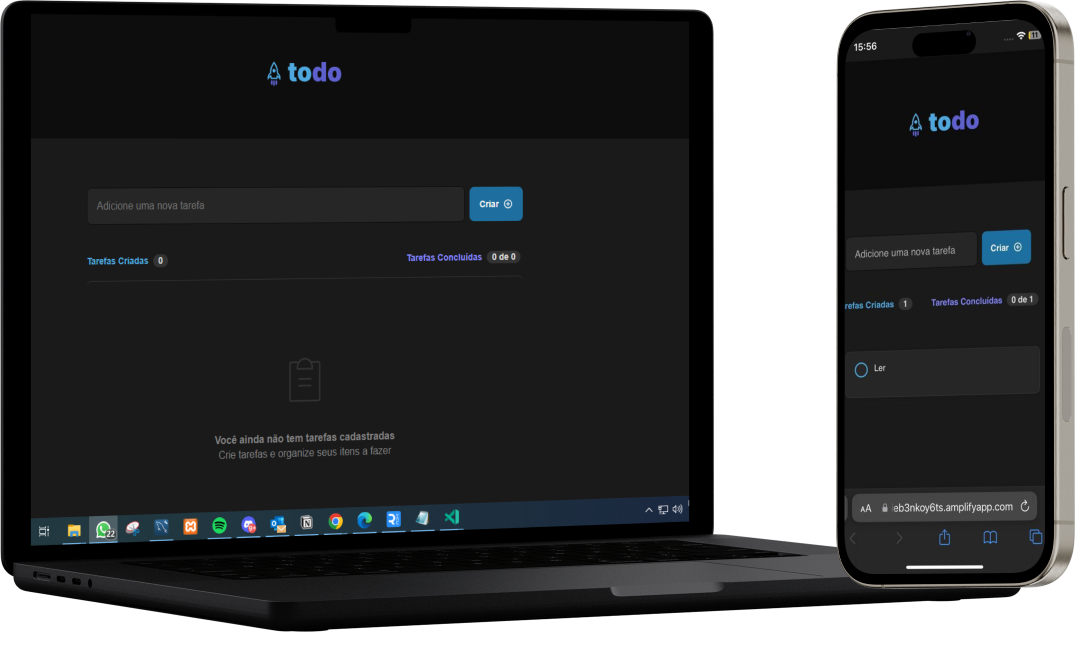 todo
Adicione uma nova tarefa
Criar
Tarefas Criadas 0
Tarefas Concluidas 0 de 0
Você ainda não tem tarefas cadastradas
Crie tarefas e organize seus itens a fazer
22
15:56
todo
Adicione uma nova tarefa
Criar
refas Criadas 1
Tarefas Concluídas 0 de 1
Ler
AA eb3nkoy6ts.amplifyapp.com